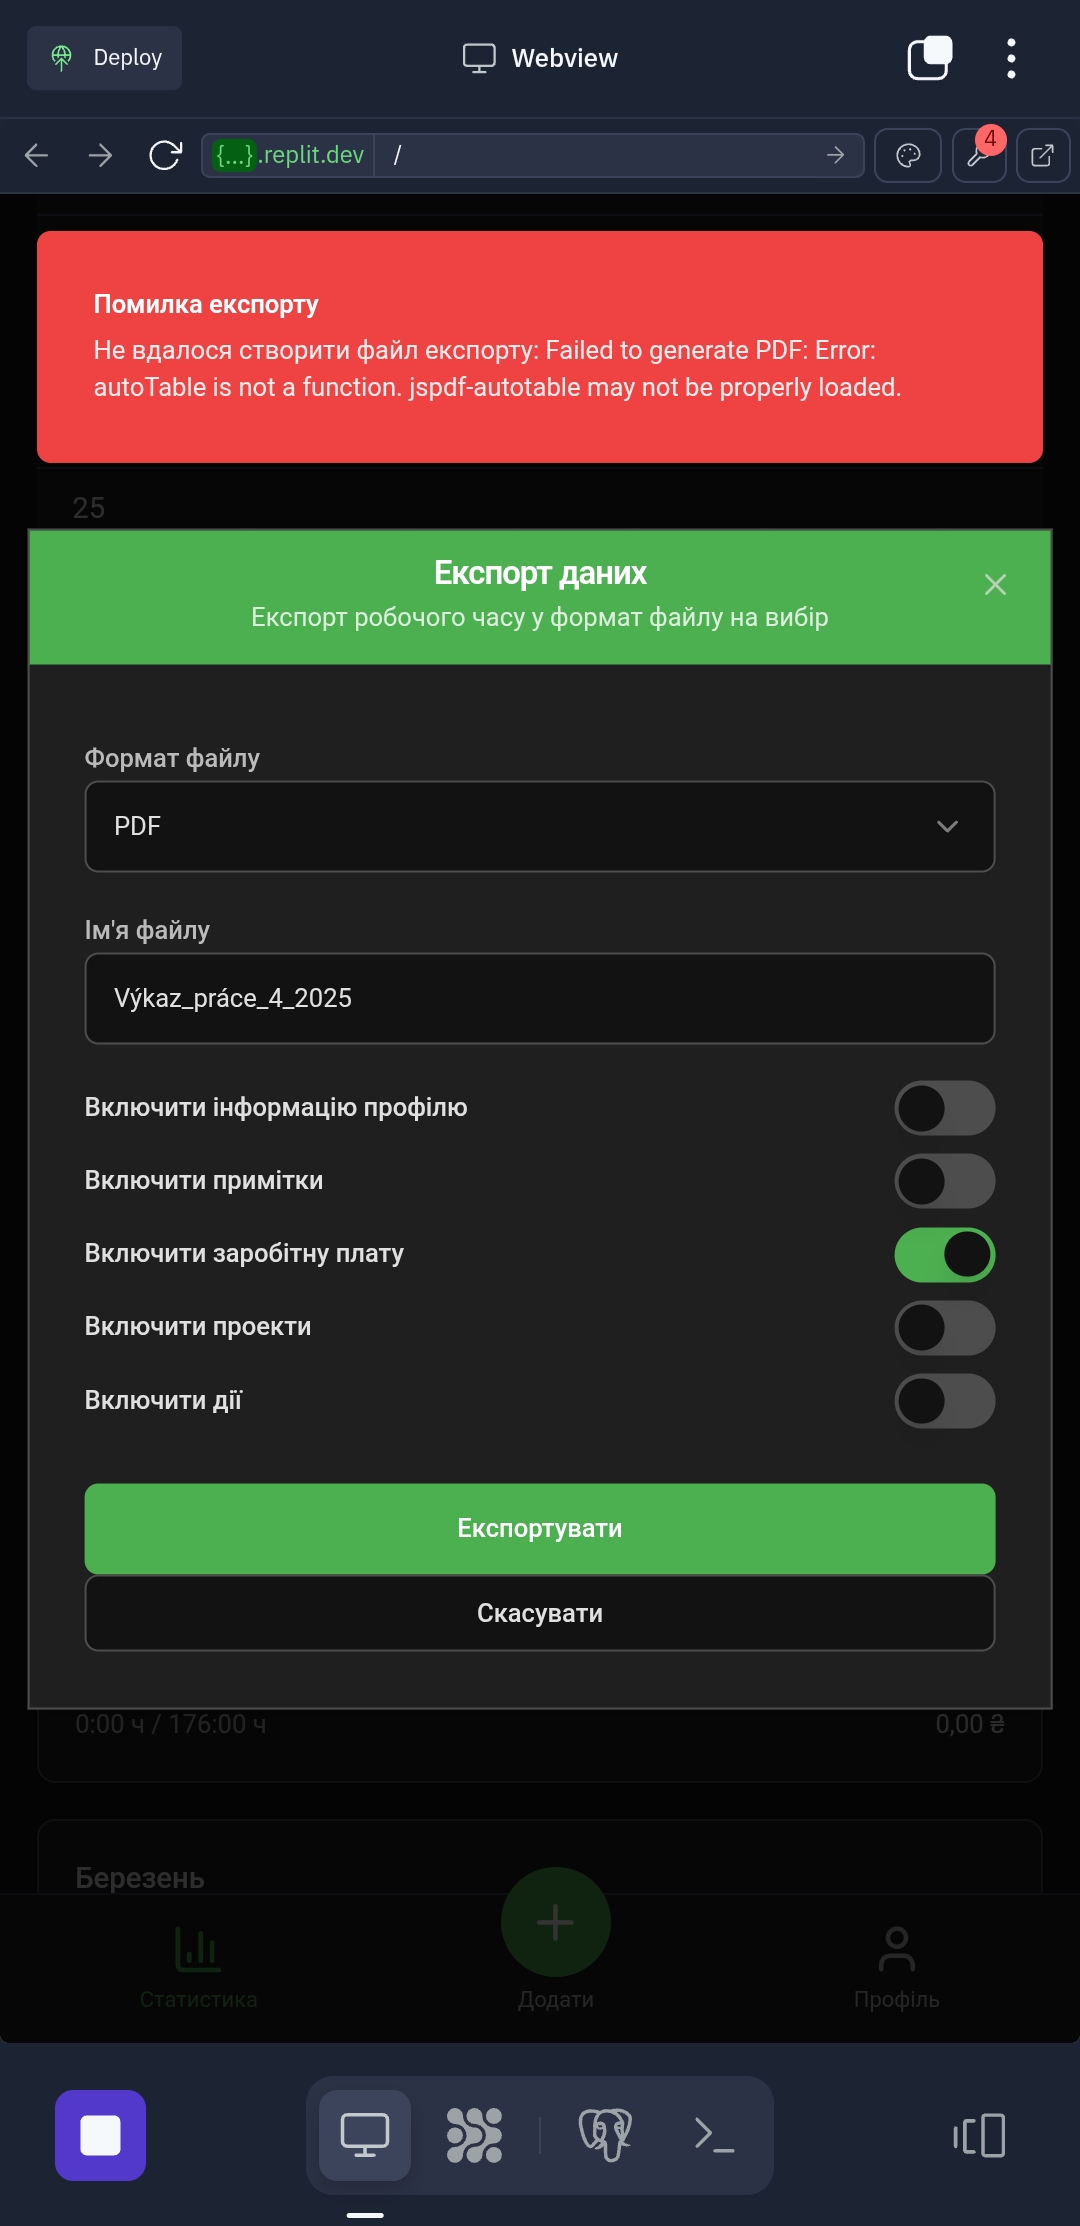 Deploy
Webview
{...}.replit.dev
/
4
Помилка експорту
Не вдалося створити файл експорту: Failed to generate PDF: Error:
autoTable is not a function. jspdf-autotable may not be properly loaded.
25
Експорт даних
Експорт робочого часу у формат файлу на вибір
Формат файлу
PDF
Ім'я файлу
Výkaz_práce_4_2025
Включити інформацію профілю
Включити примітки
Включити заробітну плату
Включити проекти
Включити дії
Експортувати
Скасувати
0:00 ч / 176:00 ч
0,00 ₴
Березень
Статистика
Додати
Профіль